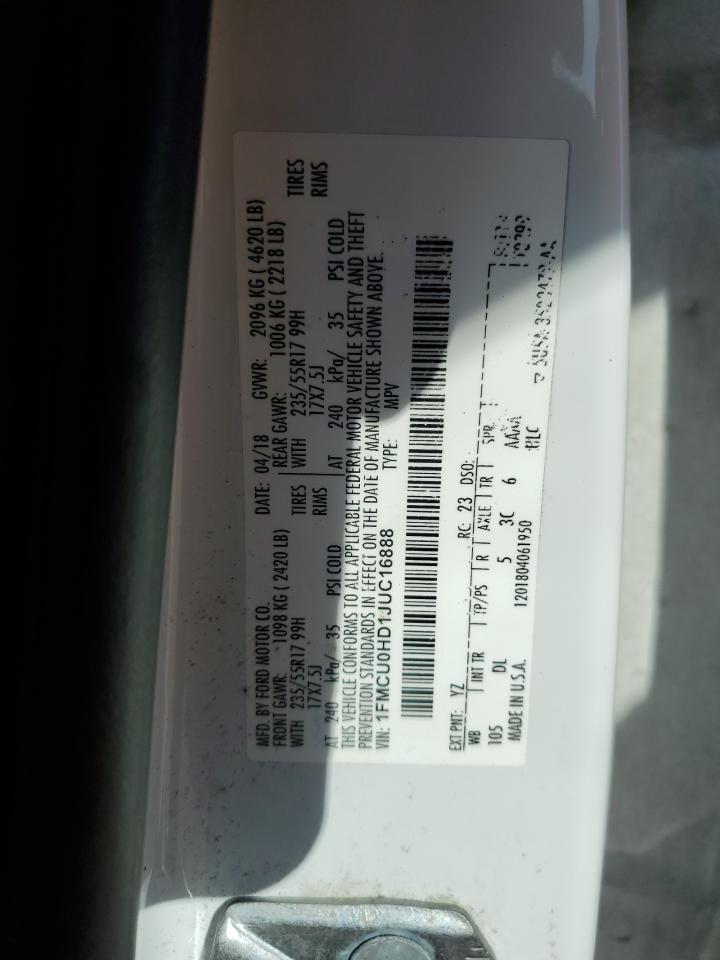 MFD. BY FORD MOTOR CO.
DATE: 04/18 GVWR: 2096 KG ( 4620 LB)
FRONT GAWR: 1098 KG ( 2420 LB) REAR GAWR: 1006 KG ( 2218 LB)
WITH 235/55R17 99H TIRES WITH 235/55R17 99H TIRES
17X7.5J RIMS 17X7.5J RIMS
AT 240 kPa/ 35 PSI COLD AT 240 kPa/ 35 PSI COLD
THIS VEHICLE CONFORMS TO ALL APPLICABLE FEDERAL MOTOR VEHICLE SAFETY AND THEFT
PREVENTION STANDARDS IN EFFECT ON THE DATE OF MANUFACTURE SHOWN ABOVE.
VIN: 1FMCU0HD1JUC16888 TYPE: MPV
EXT PNT: YZ RC: 23 DSO:
WB INT TR TP/PS R AXLE TR SPR
105 DL 5 3C 6 AAAA
MADE IN U.S.A. 1201804061950 HLC